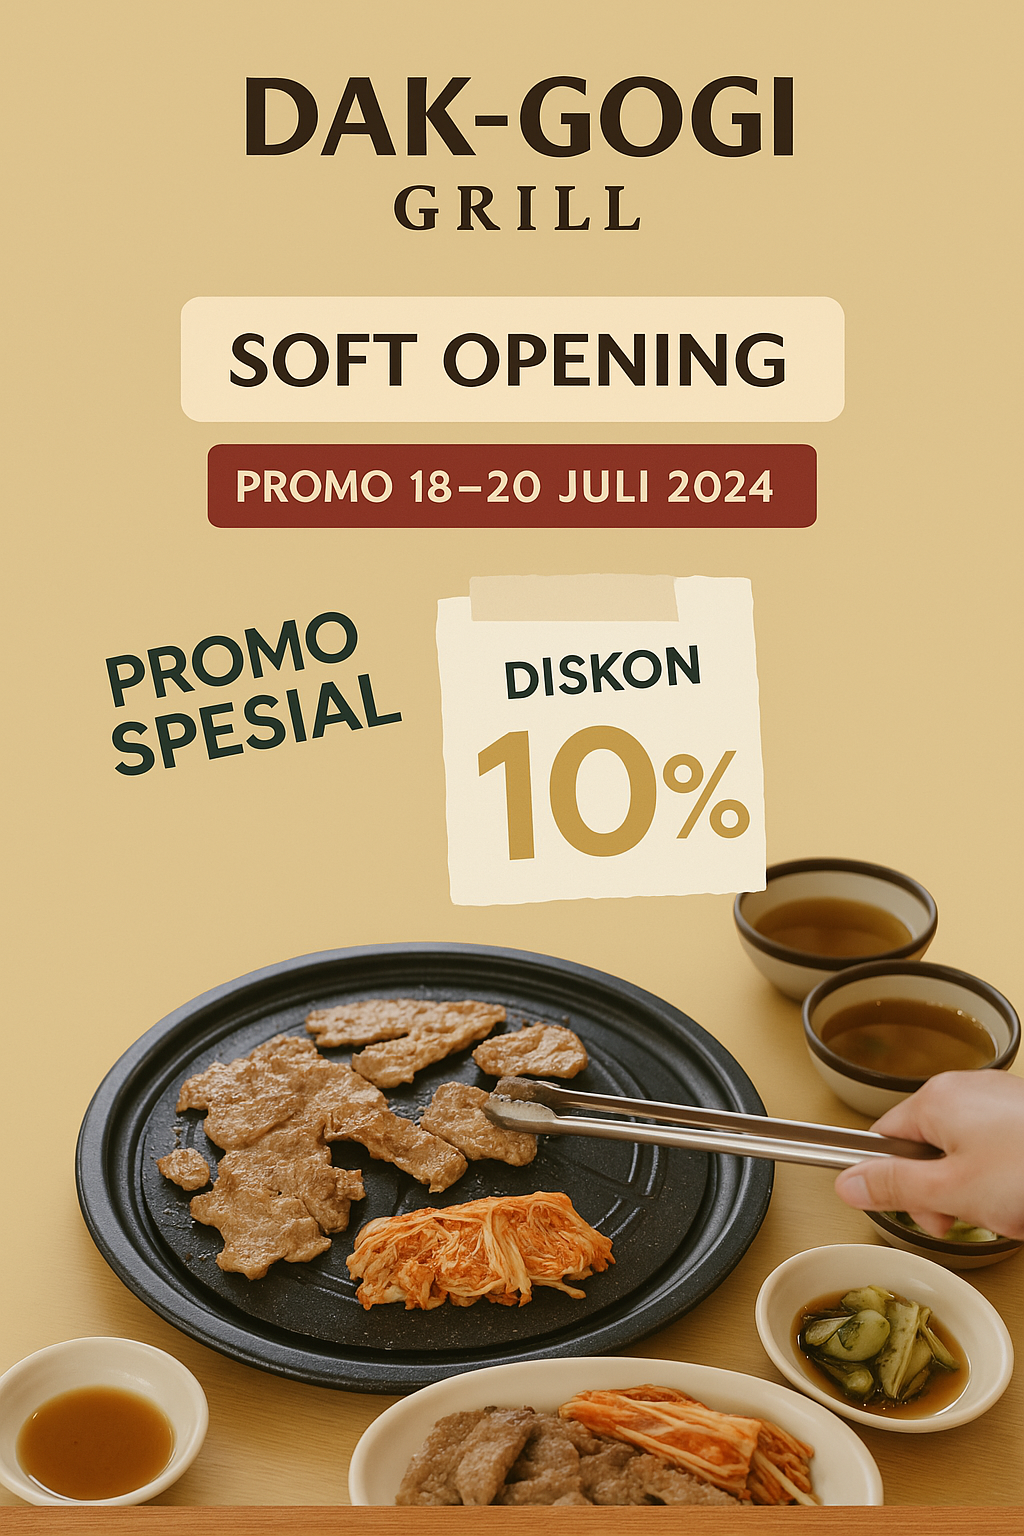 DAK-GOGI
GRILL
SOFT OPENING
PROMO 18–20 JULI 2024
PROMO
SPESIAL
DISKON
10%